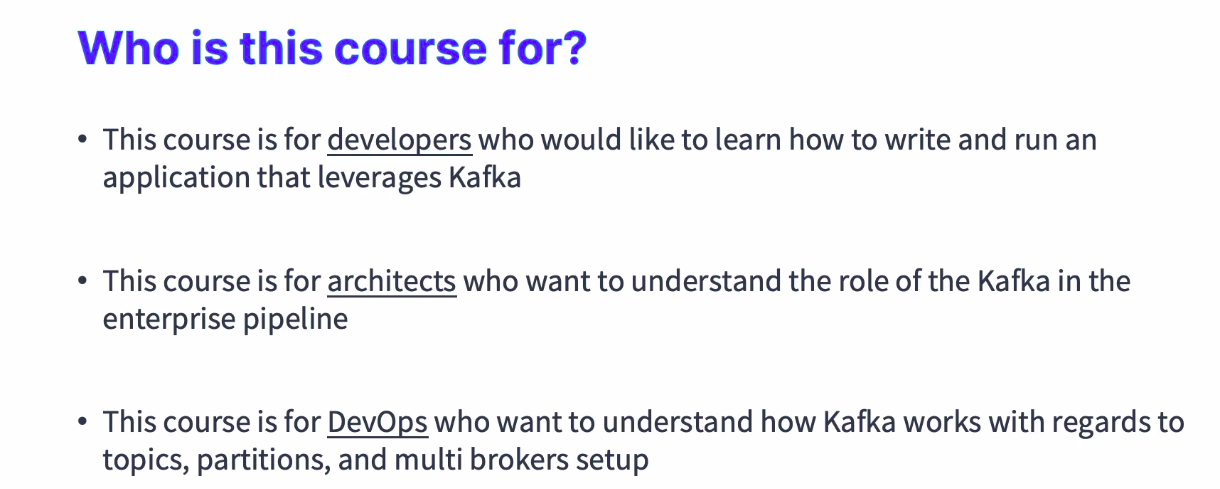 Who is this course for?
• This course is for developers who would like to learn how to write and run an
application that leverages Kafka
• This course is for architects who want to understand the role of the Kafka in the
enterprise pipeline
• This course is for DevOps who want to understand how Kafka works with regards to
topics, partitions, and multi brokers setup